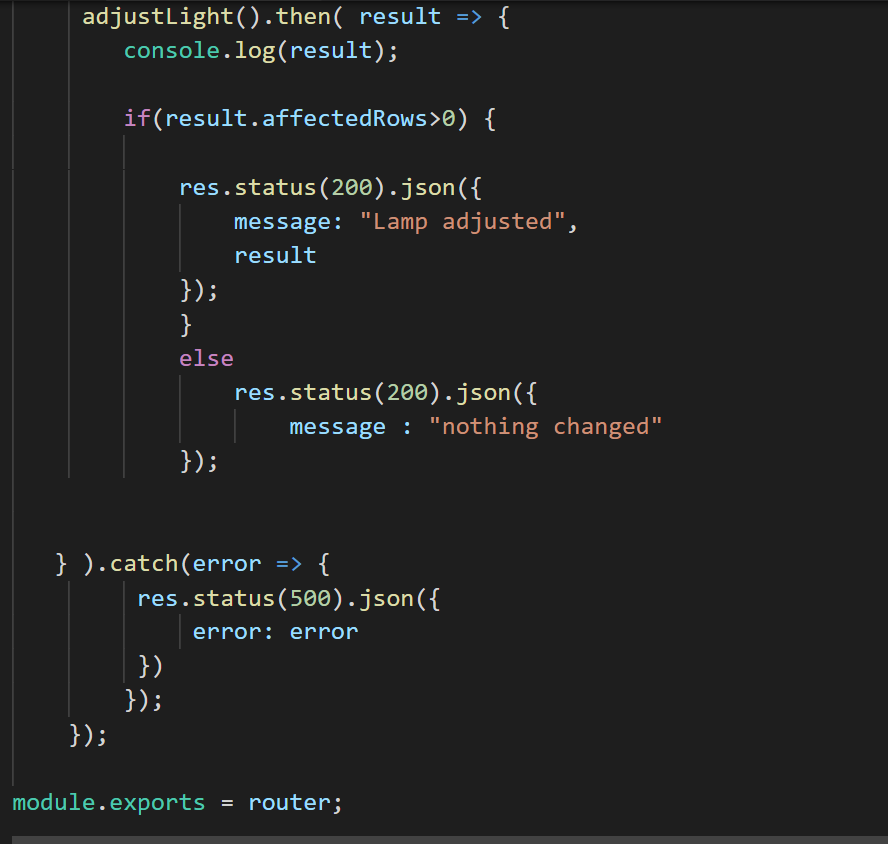 adjustLight().then( result => {
console.log(result);
if(result.affectedRows>0) {
res.status(200).json({
message: "Lamp adjusted",
result
});
}
else
res.status(200).json({
message : "nothing changed"
});
} ).catch(error => {
res.status(500).json({
error: error
})
});
});
module.exports = router;